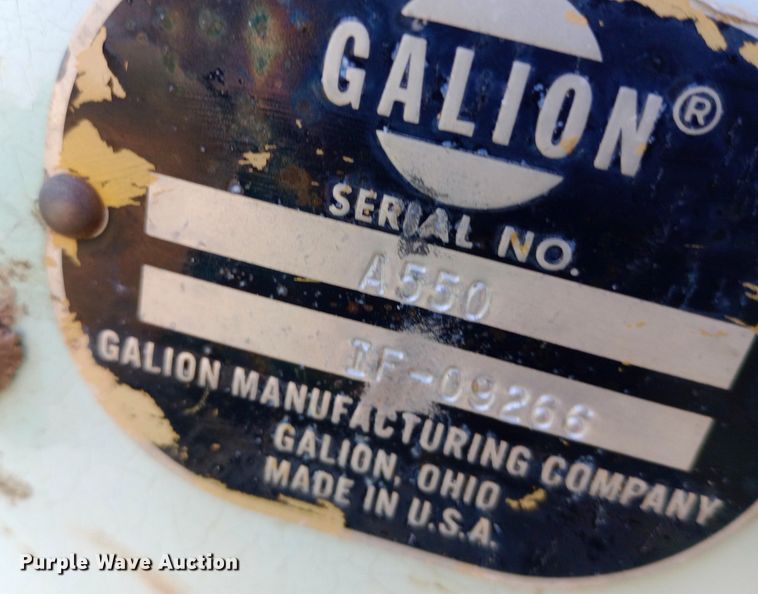 GALION®
SERIAL NO.
A550
IF-09266
GALION MANUFACTURING COMPANY
GALION, OHIO
MADE IN U.S.A.
Purple Wave Auction